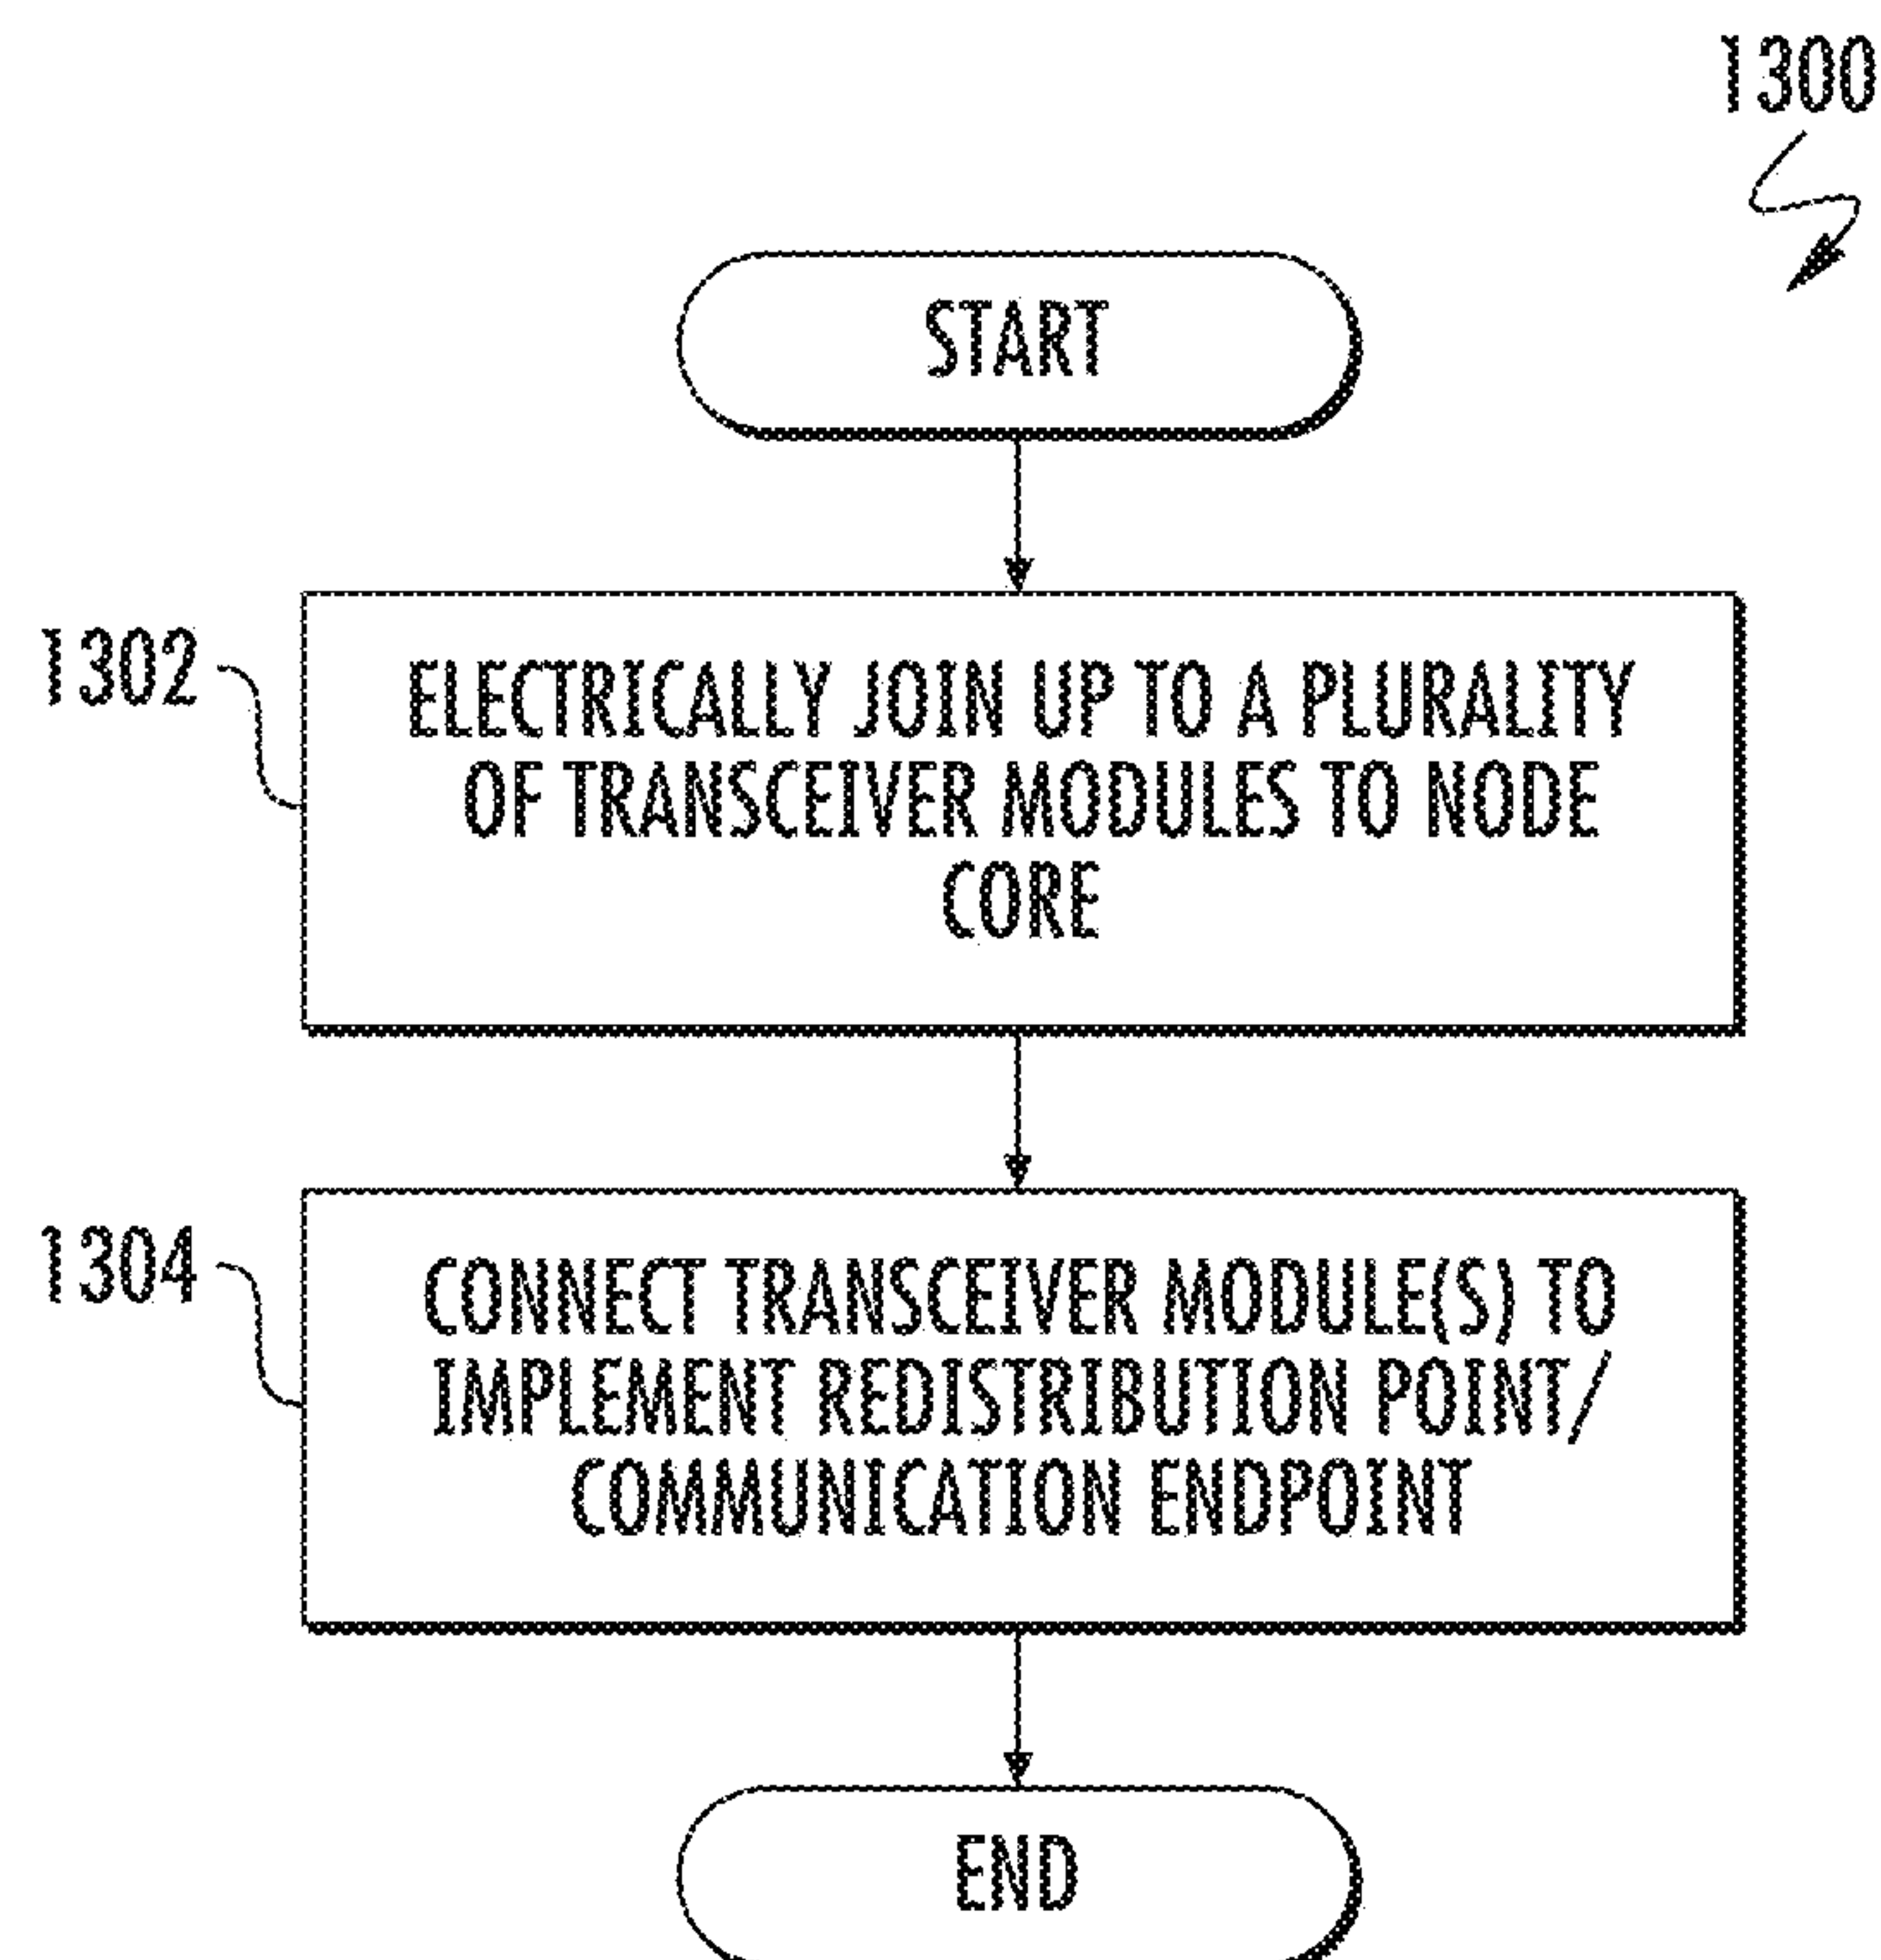 1300
START
1302
ELECTRICALLY JOIN UP TO A PLURALITY
OF TRANSCEIVER MODULES TO NODE
CORE
1304
CONNECT TRANSCEIVER MODULE(S) TO
IMPLEMENT REDISTRIBUTION POINT/
COMMUNICATION ENDPOINT
END